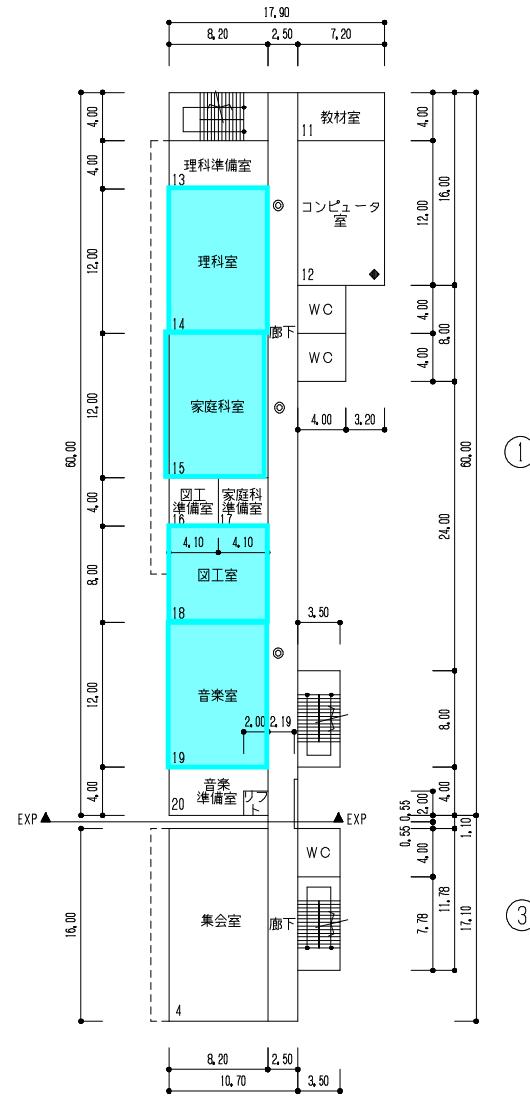 17.90
8.20
2.50
7.20
4.00
4.00
12.00
12.00
4.00
8.00
12.00
4.00
60.00
16.00
教材室
11
理科準備室
13
コンピュータ
室
12
理科室
14
廊下
WC
WC
家庭科室
15
4.00
3.20
図工
準備室
16
家庭科
準備室
17
4.10
4.10
図工室
18
3.50
音楽室
19
2.00
2.19
音楽
準備室
20
リフ
ト
EXP
EXP
WC
集会室
4
廊下
4.00
12.00
16.00
4.00
4.00
8.00
24.00
60.00
8.00
2.00
4.00
0.55
0.55
1.10
4.00
7.78
11.78
17.10
①
③
8.20
2.50
10.70
3.50